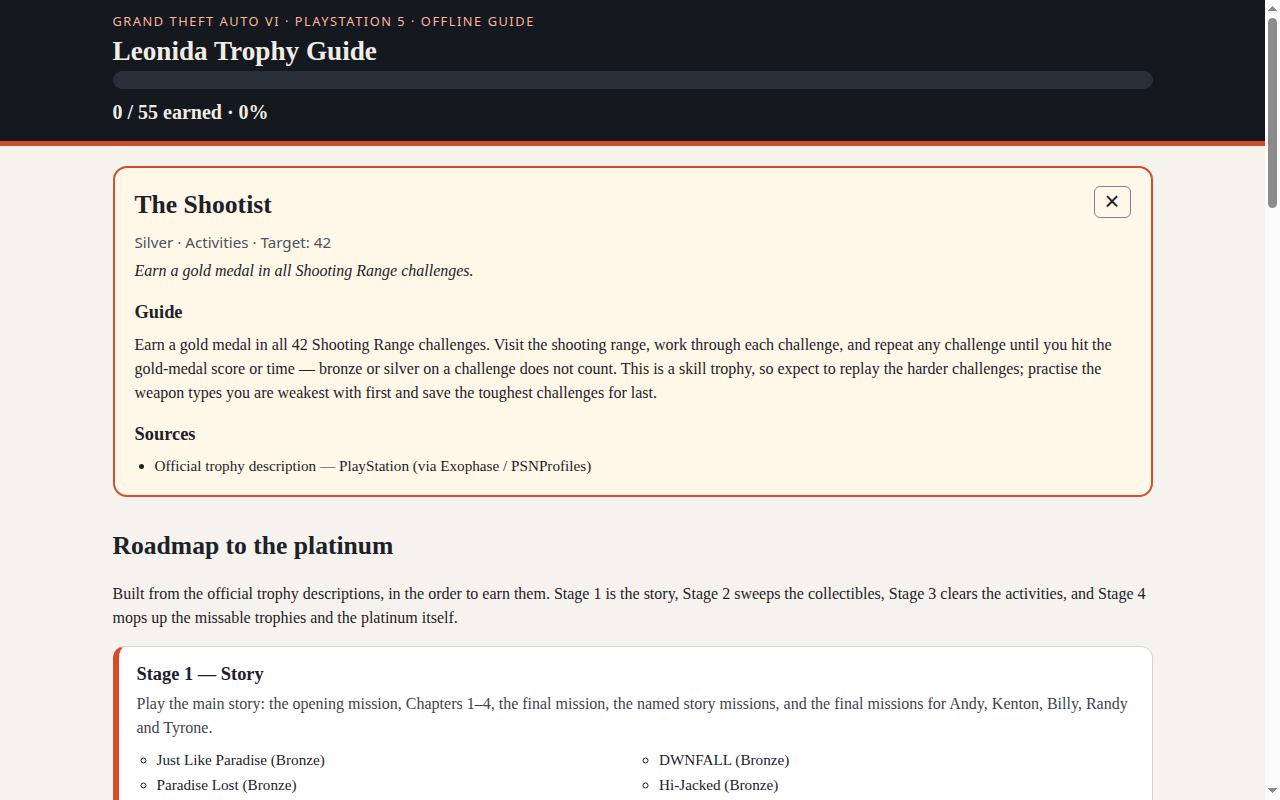 GRAND THEFT AUTO VI · PLAYSTATION 5 · OFFLINE GUIDE
Leonida Trophy Guide
0 / 55 earned · 0%
The Shootist
✕
Silver · Activities · Target: 42
Earn a gold medal in all Shooting Range challenges.
Guide
Earn a gold medal in all 42 Shooting Range challenges. Visit the shooting range, work through each challenge, and repeat any challenge until you hit the
gold-medal score or time — bronze or silver on a challenge does not count. This is a skill trophy, so expect to replay the harder challenges; practise the
weapon types you are weakest with first and save the toughest challenges for last.
Sources
• Official trophy description — PlayStation (via Exophase / PSNProfiles)
Roadmap to the platinum
Built from the official trophy descriptions, in the order to earn them. Stage 1 is the story, Stage 2 sweeps the collectibles, Stage 3 clears the activities, and Stage 4
mops up the missable trophies and the platinum itself.
Stage 1 — Story
Play the main story: the opening mission, Chapters 1–4, the final mission, the named story missions, and the final missions for Andy, Kenton, Billy, Randy
and Tyrone.
Just Like Paradise (Bronze)
DWNFALL (Bronze)
Paradise Lost (Bronze)
Hi-Jacked (Bronze)